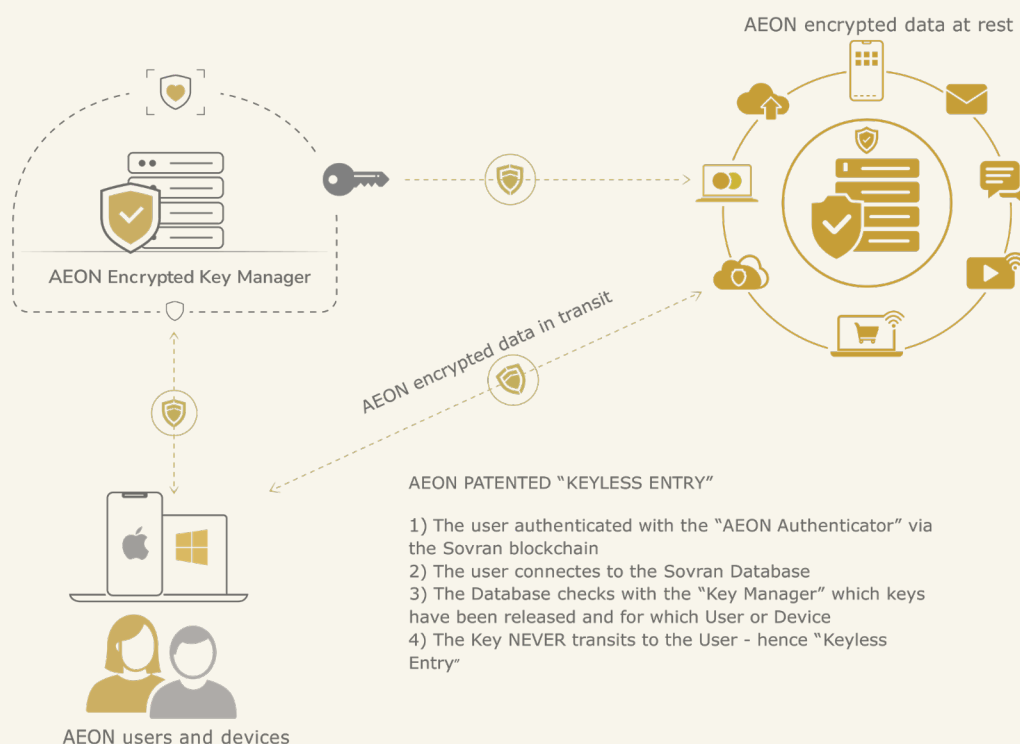 AEON encrypted data at rest
AEON Encrypted Key Manager
AEON encrypted data in transit
AEON PATENTED “KEYLESS ENTRY”
1) The user authenticated with the “AEON Authenticator” via
the Sovran blockchain
2) The user connectes to the Sovran Database
3) The Database checks with the “Key Manager” which keys
have been released and for which User or Device
4) The Key NEVER transits to the User - hence “Keyless
Entry”
AEON users and devices